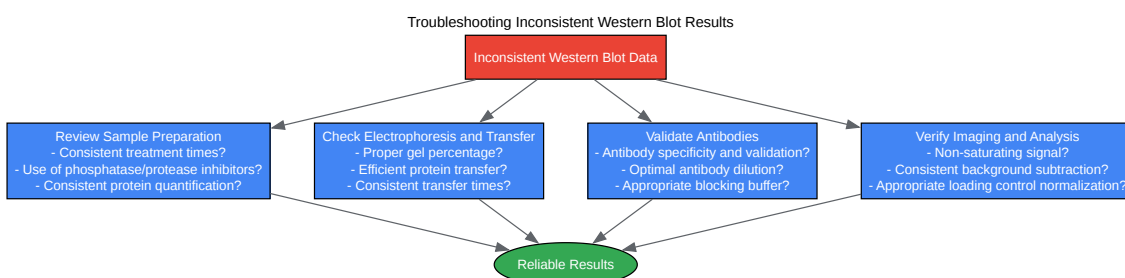 Troubleshooting Inconsistent Western Blot Results
Inconsistent Western Blot Data
Review Sample Preparation
- Consistent treatment times?
- Use of phosphatase/protease inhibitors?
- Consistent protein quantification?
Check Electrophoresis and Transfer
- Proper gel percentage?
- Efficient protein transfer?
- Consistent transfer times?
Validate Antibodies
- Antibody specificity and validation?
- Optimal antibody dilution?
- Appropriate blocking buffer?
Verify Imaging and Analysis
- Non-saturating signal?
- Consistent background subtraction?
- Appropriate loading control normalization?
Reliable Results